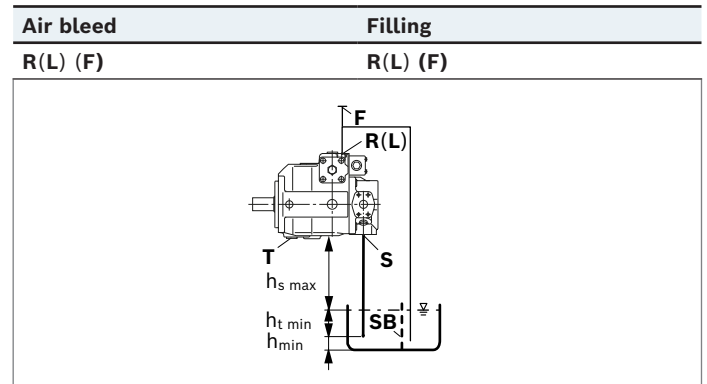 Air bleed Filling
R(L) (F) R(L) (F)
F
R(L)
T S
hs max
ht min SB
hmin